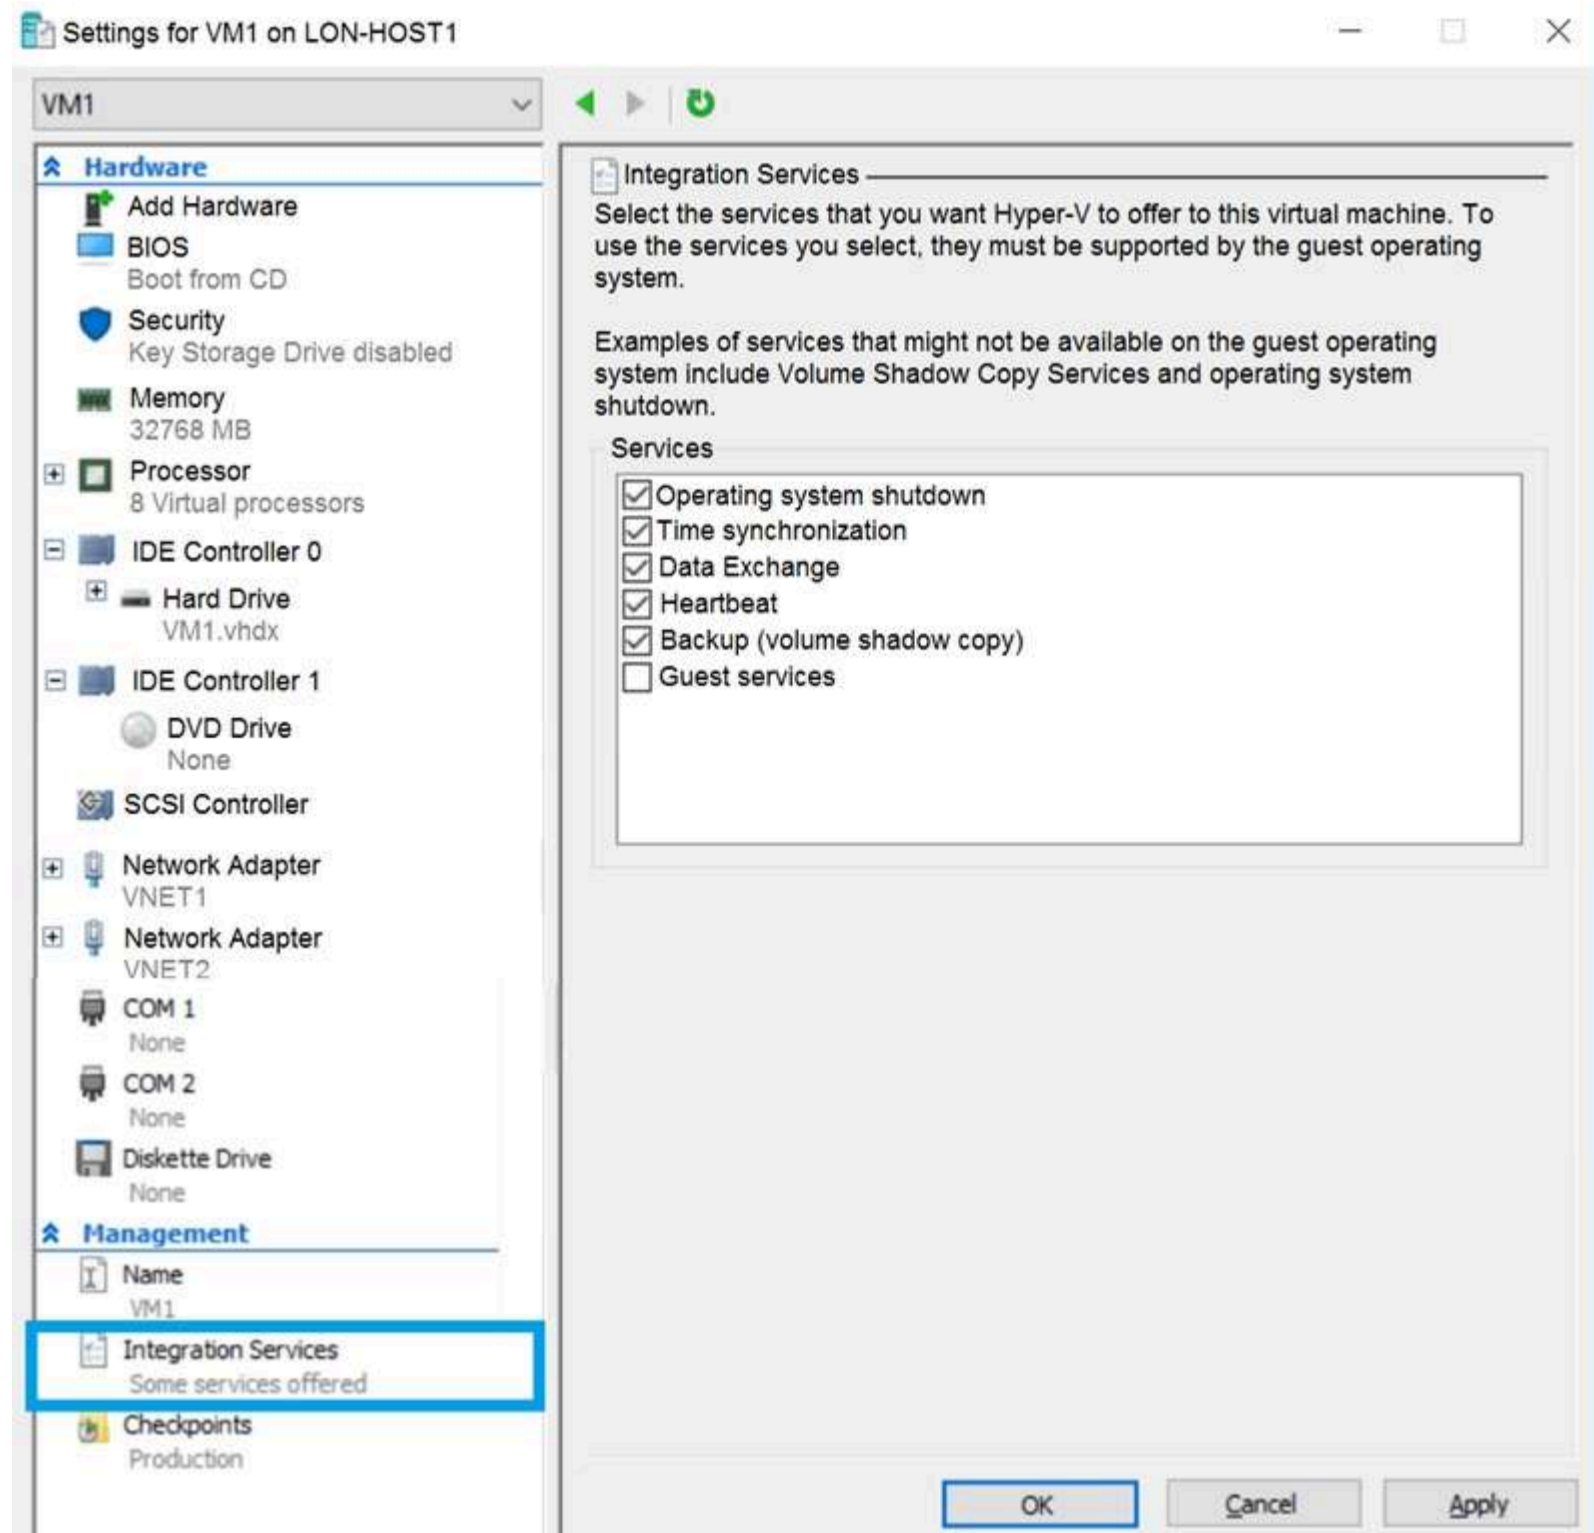 Settings for VM1 on LON-HOST1
VM1
Hardware
Add Hardware
BIOS
Boot from CD
Security
Key Storage Drive disabled
Memory
32768 MB
Processor
8 Virtual processors
IDE Controller 0
Hard Drive
VM1.vhdx
IDE Controller 1
DVD Drive
None
SCSI Controller
Network Adapter
VNET1
Network Adapter
VNET2
COM 1
None
COM 2
None
Diskette Drive
None
Management
Name
VM1
Integration Services
Some services offered
Checkpoints
Production
Integration Services
Select the services that you want Hyper-V to offer to this virtual machine. To
use the services you select, they must be supported by the guest operating
system.
Examples of services that might not be available on the guest operating
system include Volume Shadow Copy Services and operating system
shutdown.
Services
Operating system shutdown
Time synchronization
Data Exchange
Heartbeat
Backup (volume shadow copy)
Guest services
OK
Cancel
Apply